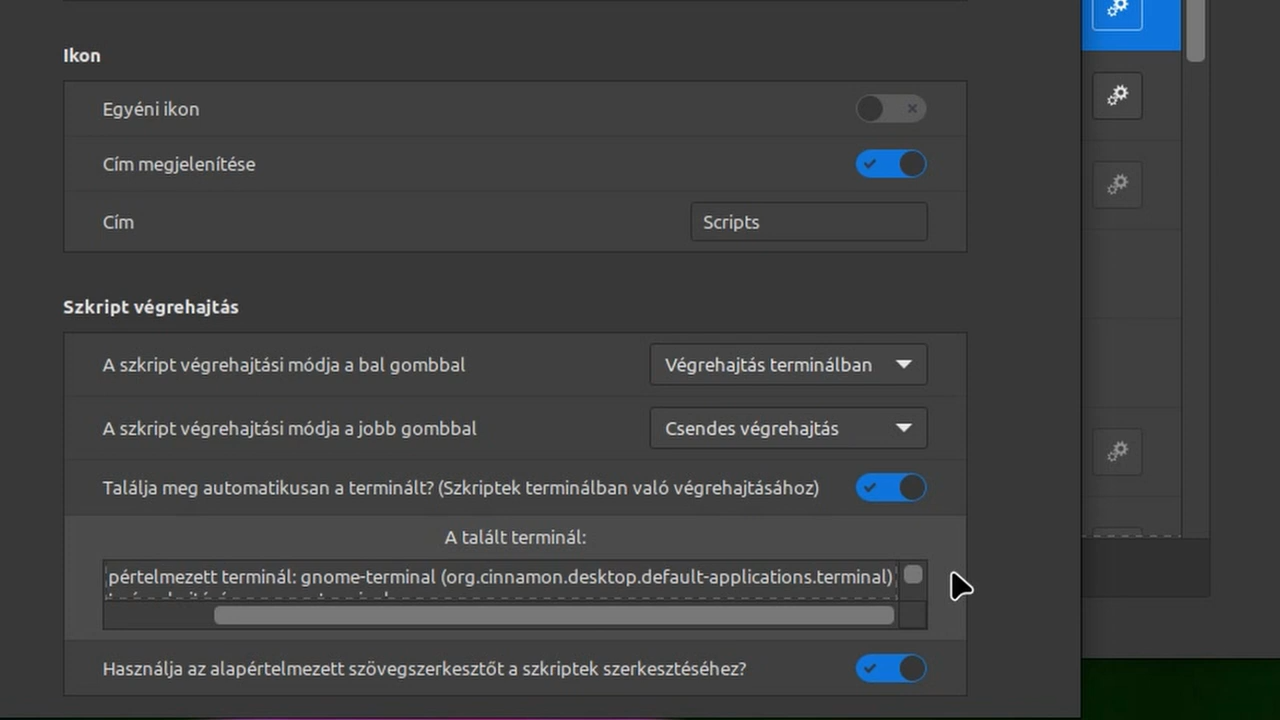 Ikon
Egyéni ikon
Cím megjelenítése
Cím
Scripts
Szkript végrehajtás
A szkript végrehajtási módja a bal gombbal
Végrehajtás terminálban
A szkript végrehajtási módja a jobb gombbal
Csendes végrehajtás
Találja meg automatikusan a terminált? (Szkriptek terminálban való végrehajtásához)
A talált terminál:
pértelmezett terminál: gnome-terminal (org.cinnamon.desktop.default-applications.terminal)
Használja az alapértelmezett szövegszerkesztőt a szkriptek szerkesztéséhez?